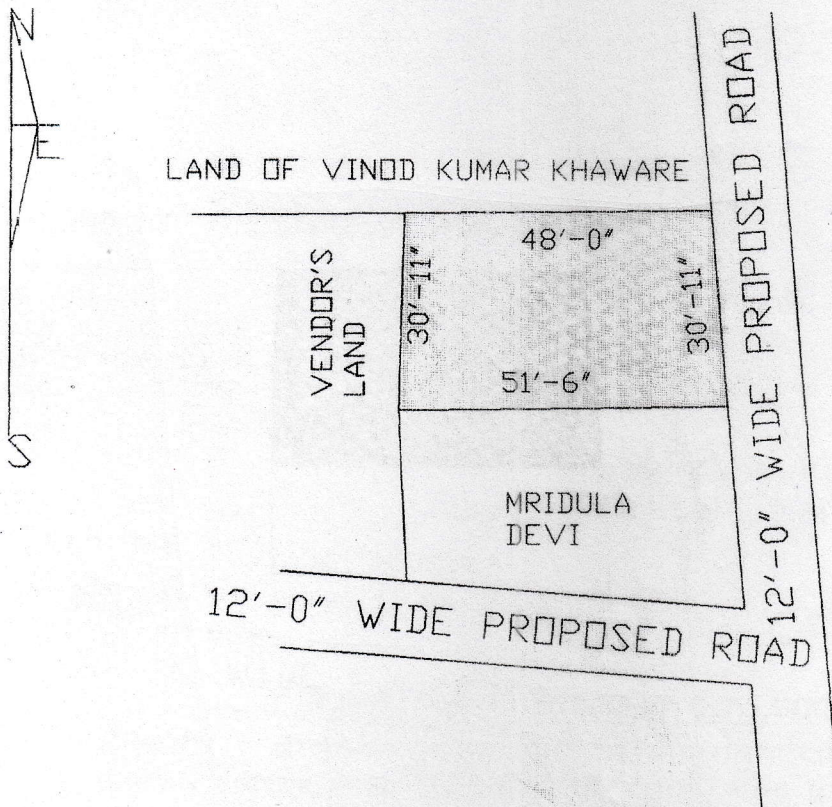 N
E
S
LAND OF VINOD KUMAR KHAWARE
48'-0"
VENDOR'S
LAND
30'-11"
30'-11"
51'-6"
MRIDULA
DEVI
12'-0" WIDE PROPOSED ROAD
12'-0" WIDE PROPOSED ROAD